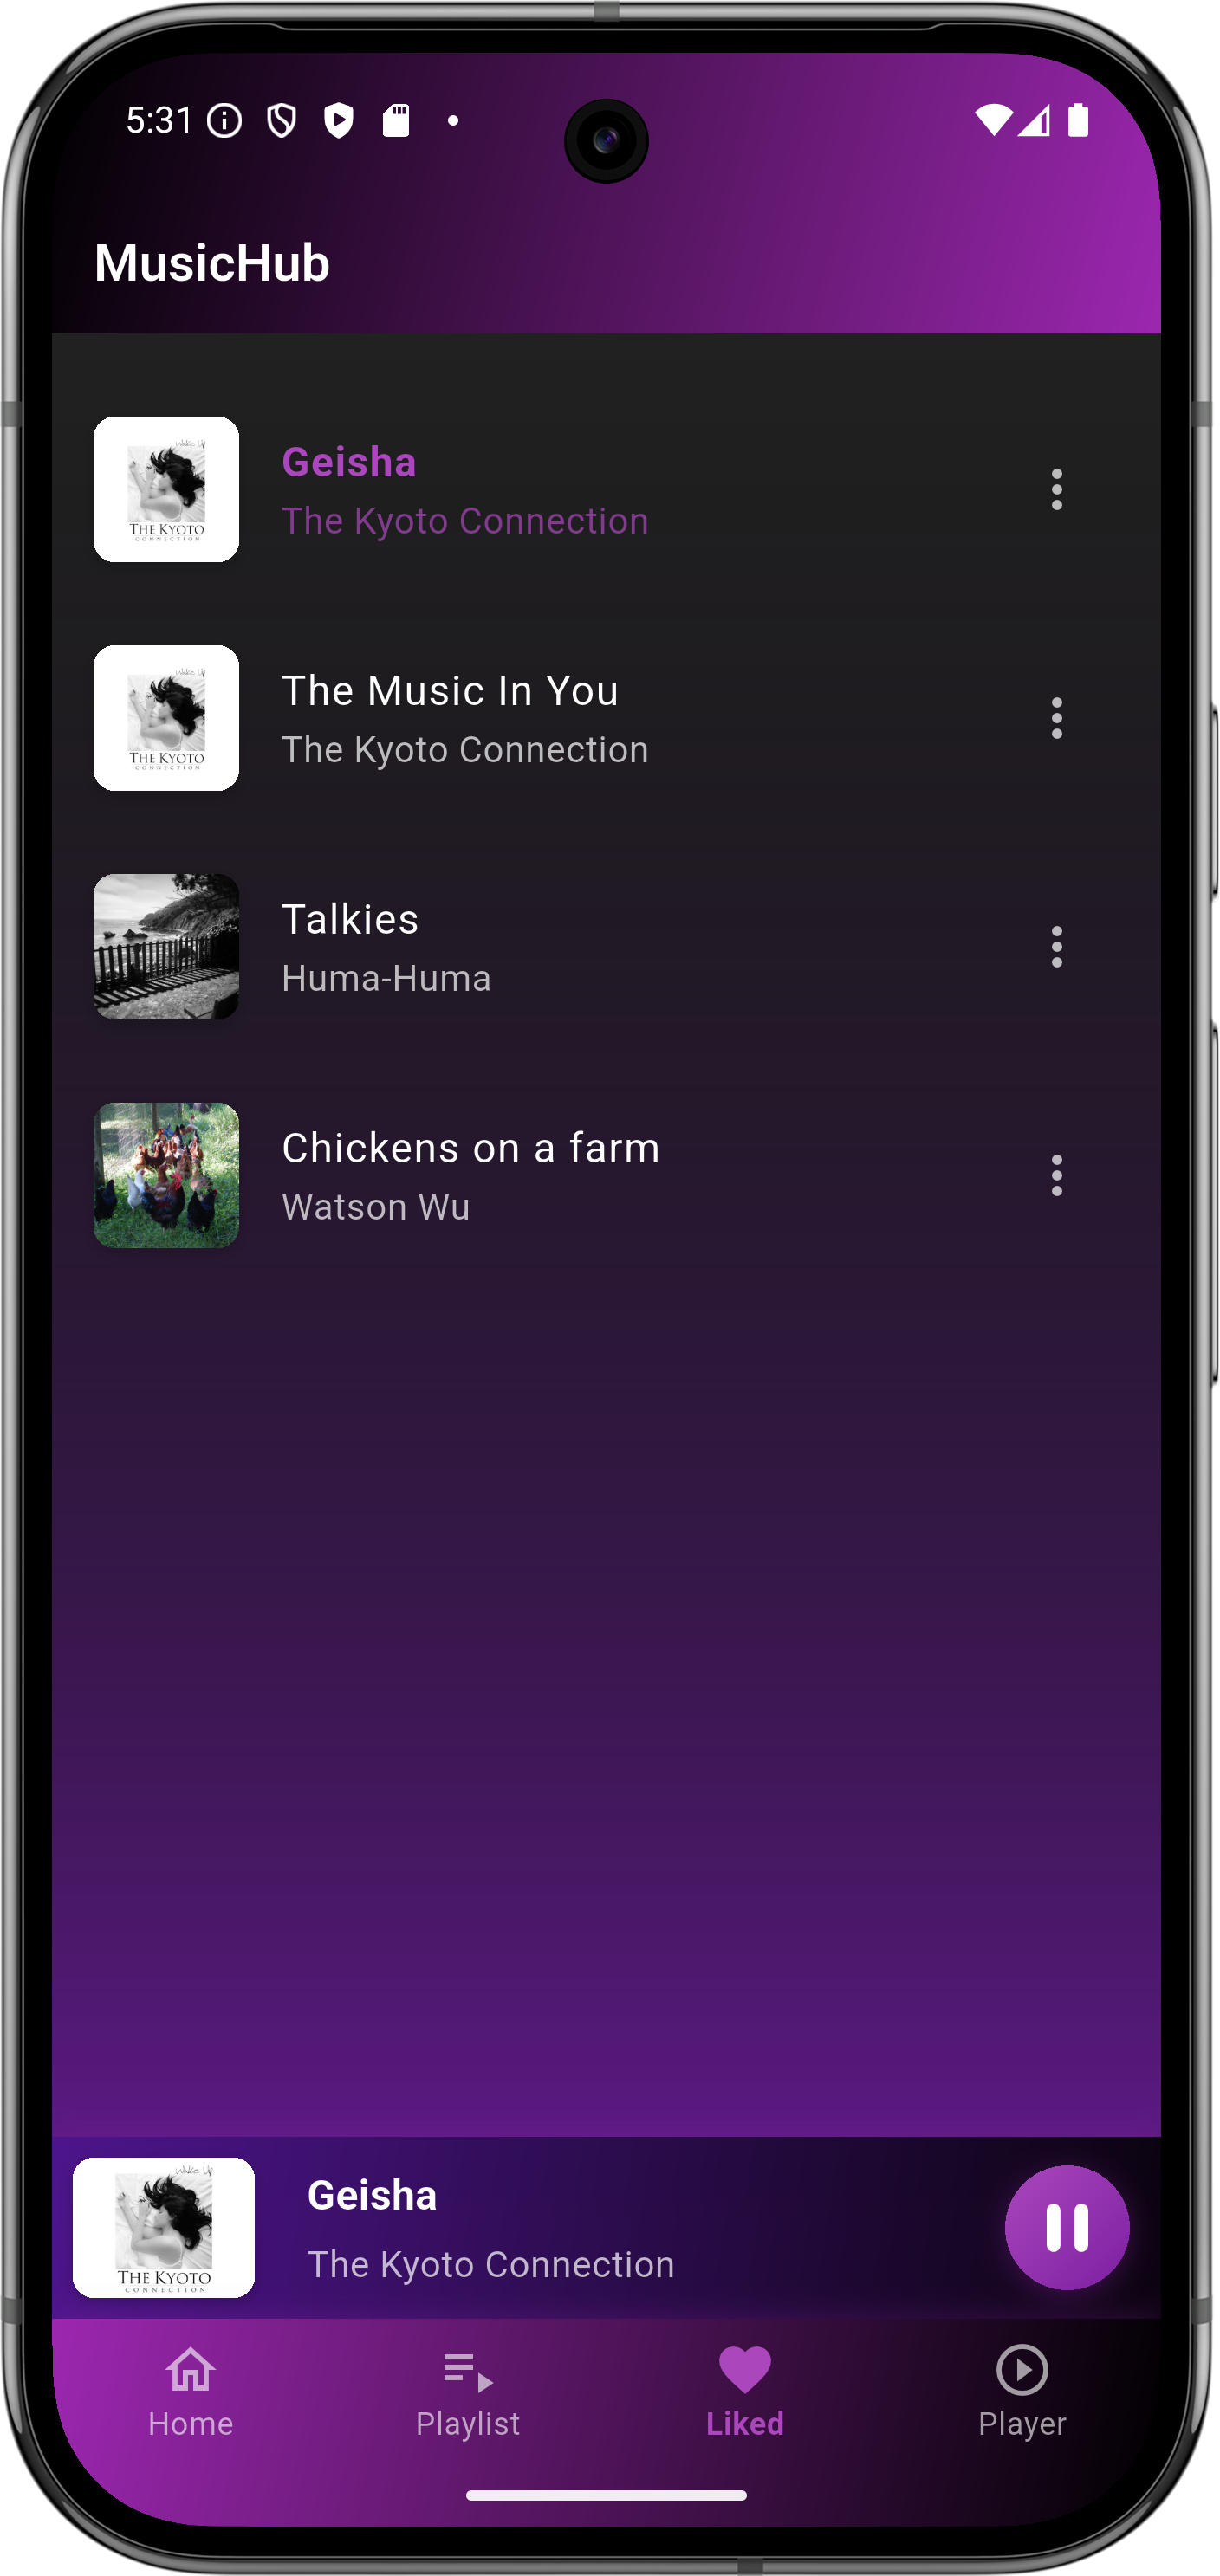 5:31
MusicHub
Wake Up
THE KYOTO
CONNECTION
Geisha
The Kyoto Connection
Wake Up
THE KYOTO
CONNECTION
The Music In You
The Kyoto Connection
Talkies
Huma-Huma
Chickens on a farm
Watson Wu
Wake Up
THE KYOTO
CONNECTION
Geisha
The Kyoto Connection
Home
Playlist
Liked
Player